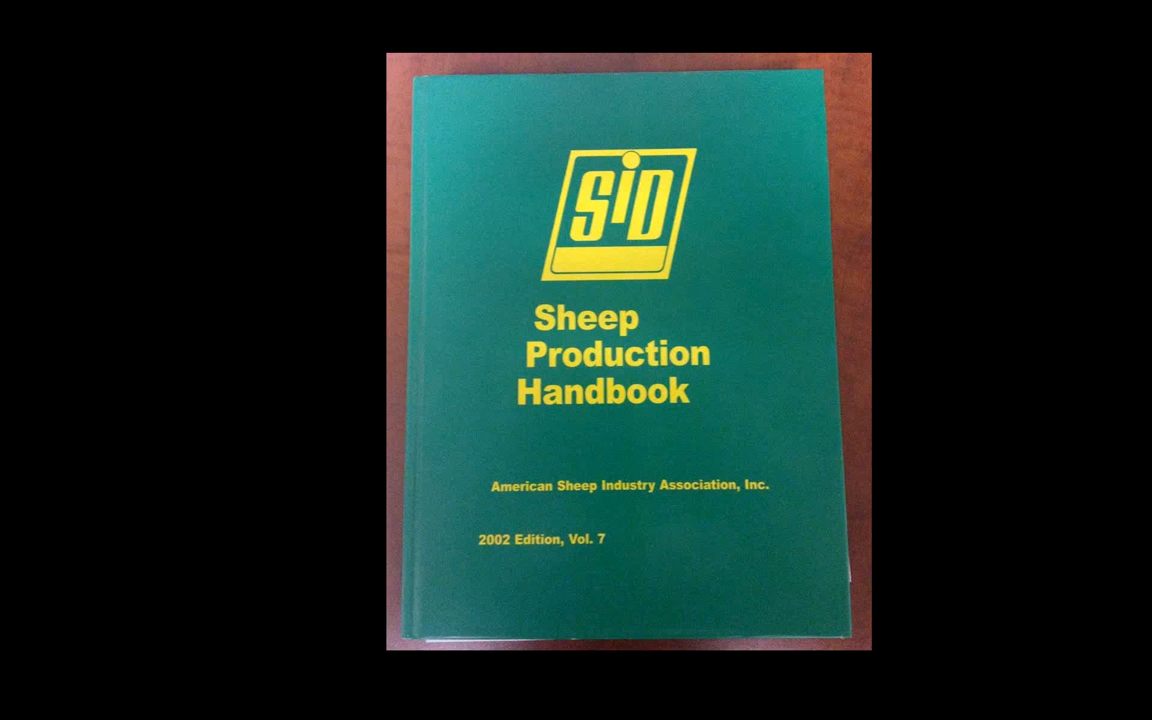 SiD
Sheep
Production
Handbook
American Sheep Industry Association, Inc.
2002 Edition, Vol. 7